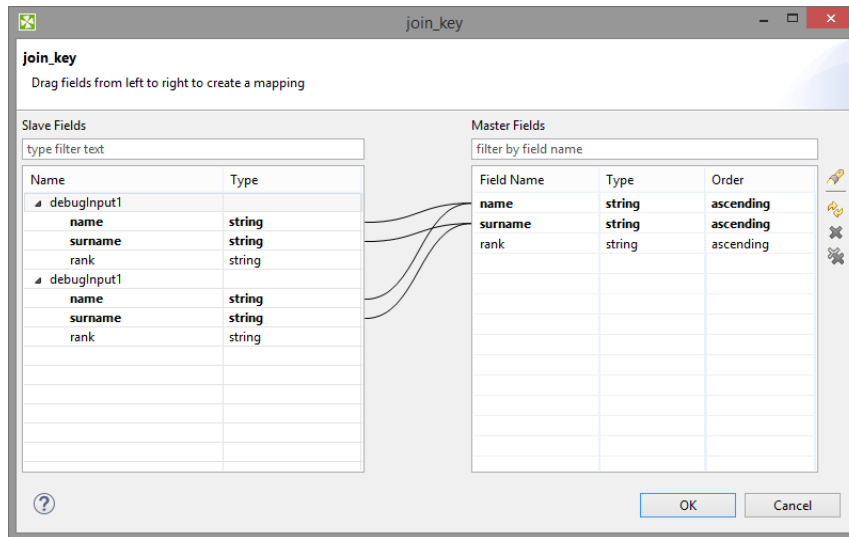 join_key
join_key
Drag fields from left to right to create a mapping
Slave Fields
type filter text
Name Type
debugInput1
name string
surname string
rank string
debugInput1
name string
surname string
rank string
Master Fields
filter by field name
Field Name Type Order
name string ascending
surname string ascending
rank string ascending
OK Cancel